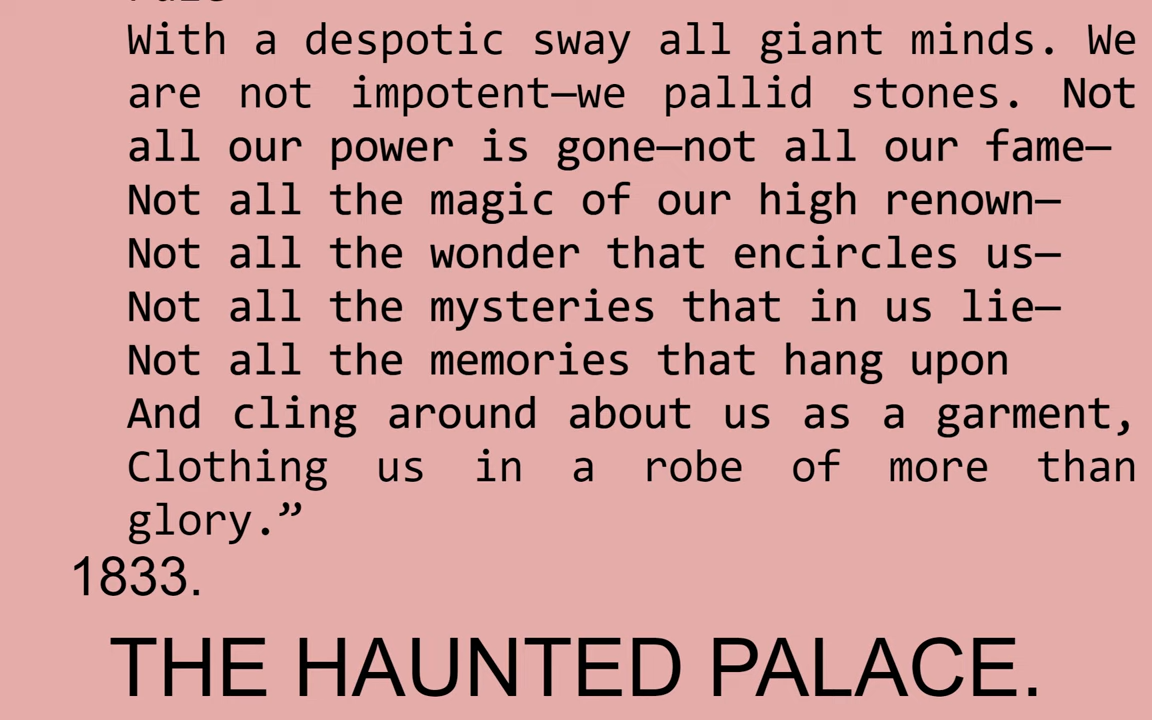 With a despotic sway all giant minds. We
are not impotent—we pallid stones. Not
all our power is gone—not all our fame—
Not all the magic of our high renown—
Not all the wonder that encircles us—
Not all the mysteries that in us lie—
Not all the memories that hang upon
And cling around about us as a garment,
Clothing us in a robe of more than
glory.”
1833.
THE HAUNTED PALACE.